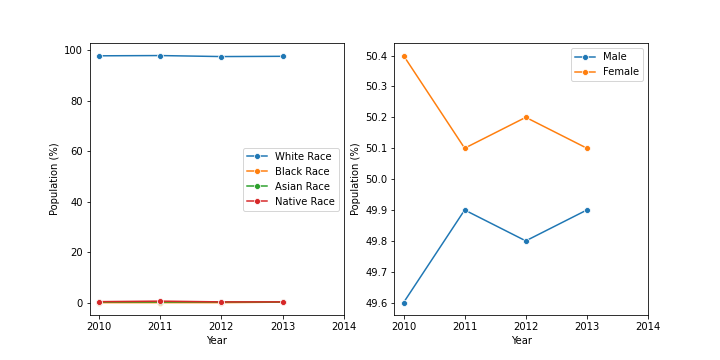 100
80
60
40
20
0
Population (%)
2010 2011 2012 2013 2014
Year
White Race
Black Race
Asian Race
Native Race
50.4
50.3
50.2
50.1
50.0
49.9
49.8
49.7
49.6
Population (%)
2010 2011 2012 2013 2014
Year
Male
Female